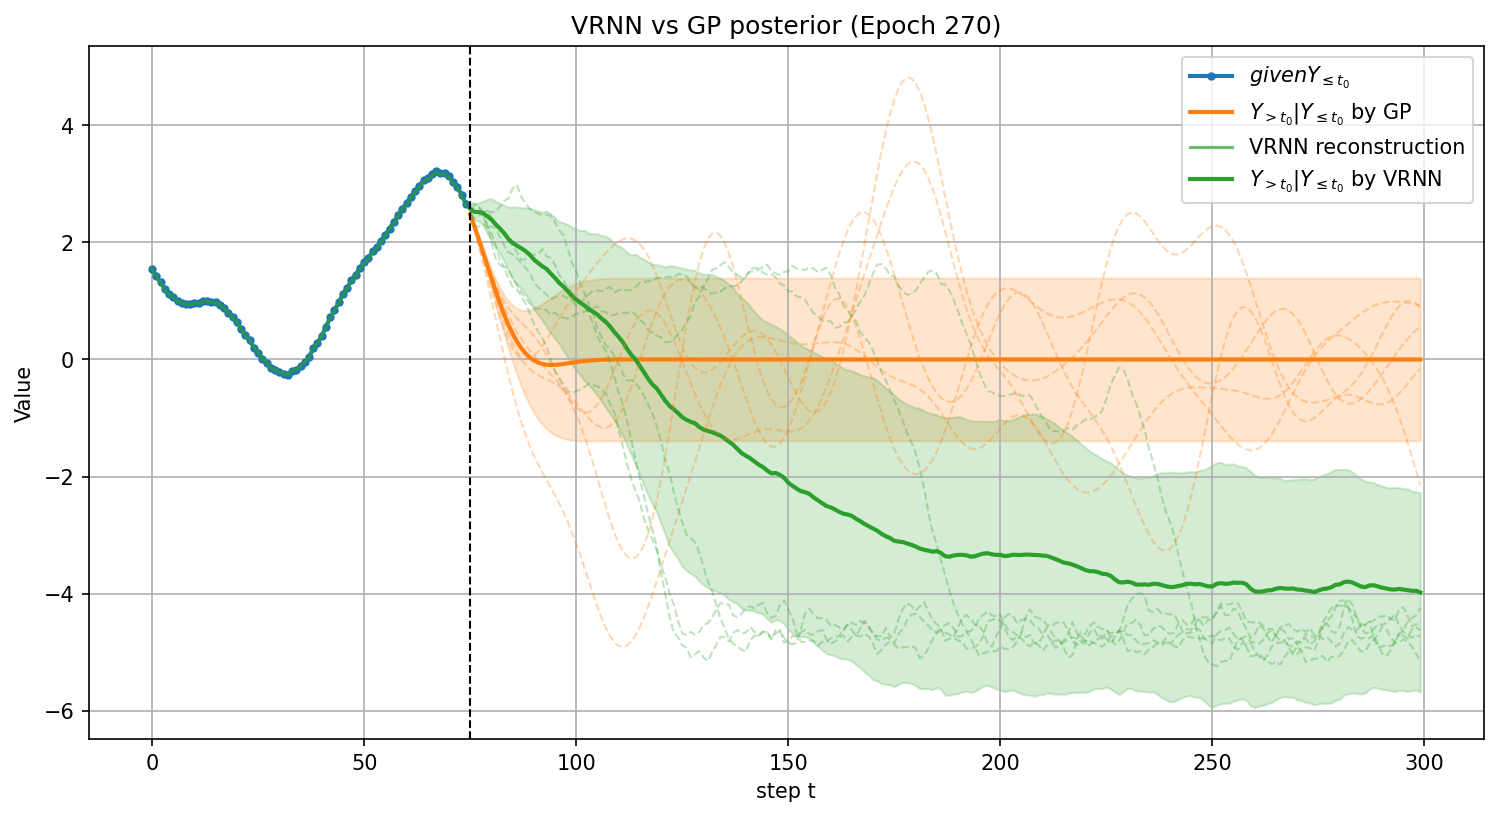 VRNN vs GP posterior (Epoch 270)
given Y≤t₀
Y>t₀|Y≤t₀ by GP
VRNN reconstruction
Y>t₀|Y≤t₀ by VRNN
Value
4
2
0
−2
−4
−6
0 50 100 150 200 250 300
step t